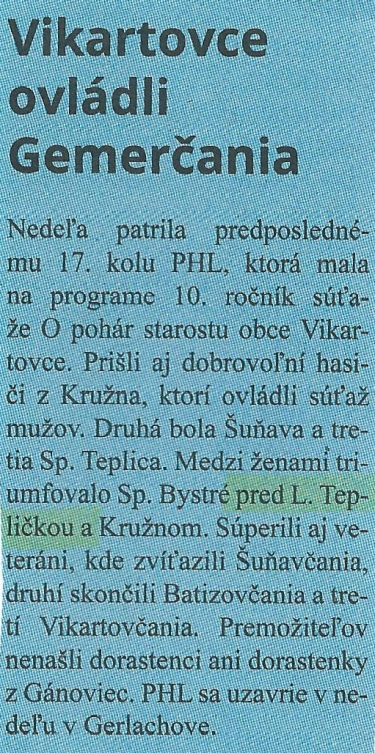 Vikartovce
ovládli
Gemerčania
Nedeľa patrila predposledné-
mu 17. kolu PHL, ktorá mala
na programe 10. ročník súťa-
že O pohár starostu obce Vikar-
tovce. Prišli aj dobrovoľní hasi-
či z Kružna, ktorí ovládli súťaž
mužov. Druhá bola Šuňava a tre-
tia Sp. Teplica. Medzi ženami tri-
umfovalo Sp. Bystré pred L. Tep-
ličkou a Kružnom. Súperili aj ve-
teráni, kde zvíťazili Šuňavčania,
druhí skončili Batizovčania a tre-
tí Vikartovčania. Premožiteľov
nenašli dorastenci ani dorastenky
z Gánoviec. PHL sa uzavrie v ne-
deľu v Gerlachove.